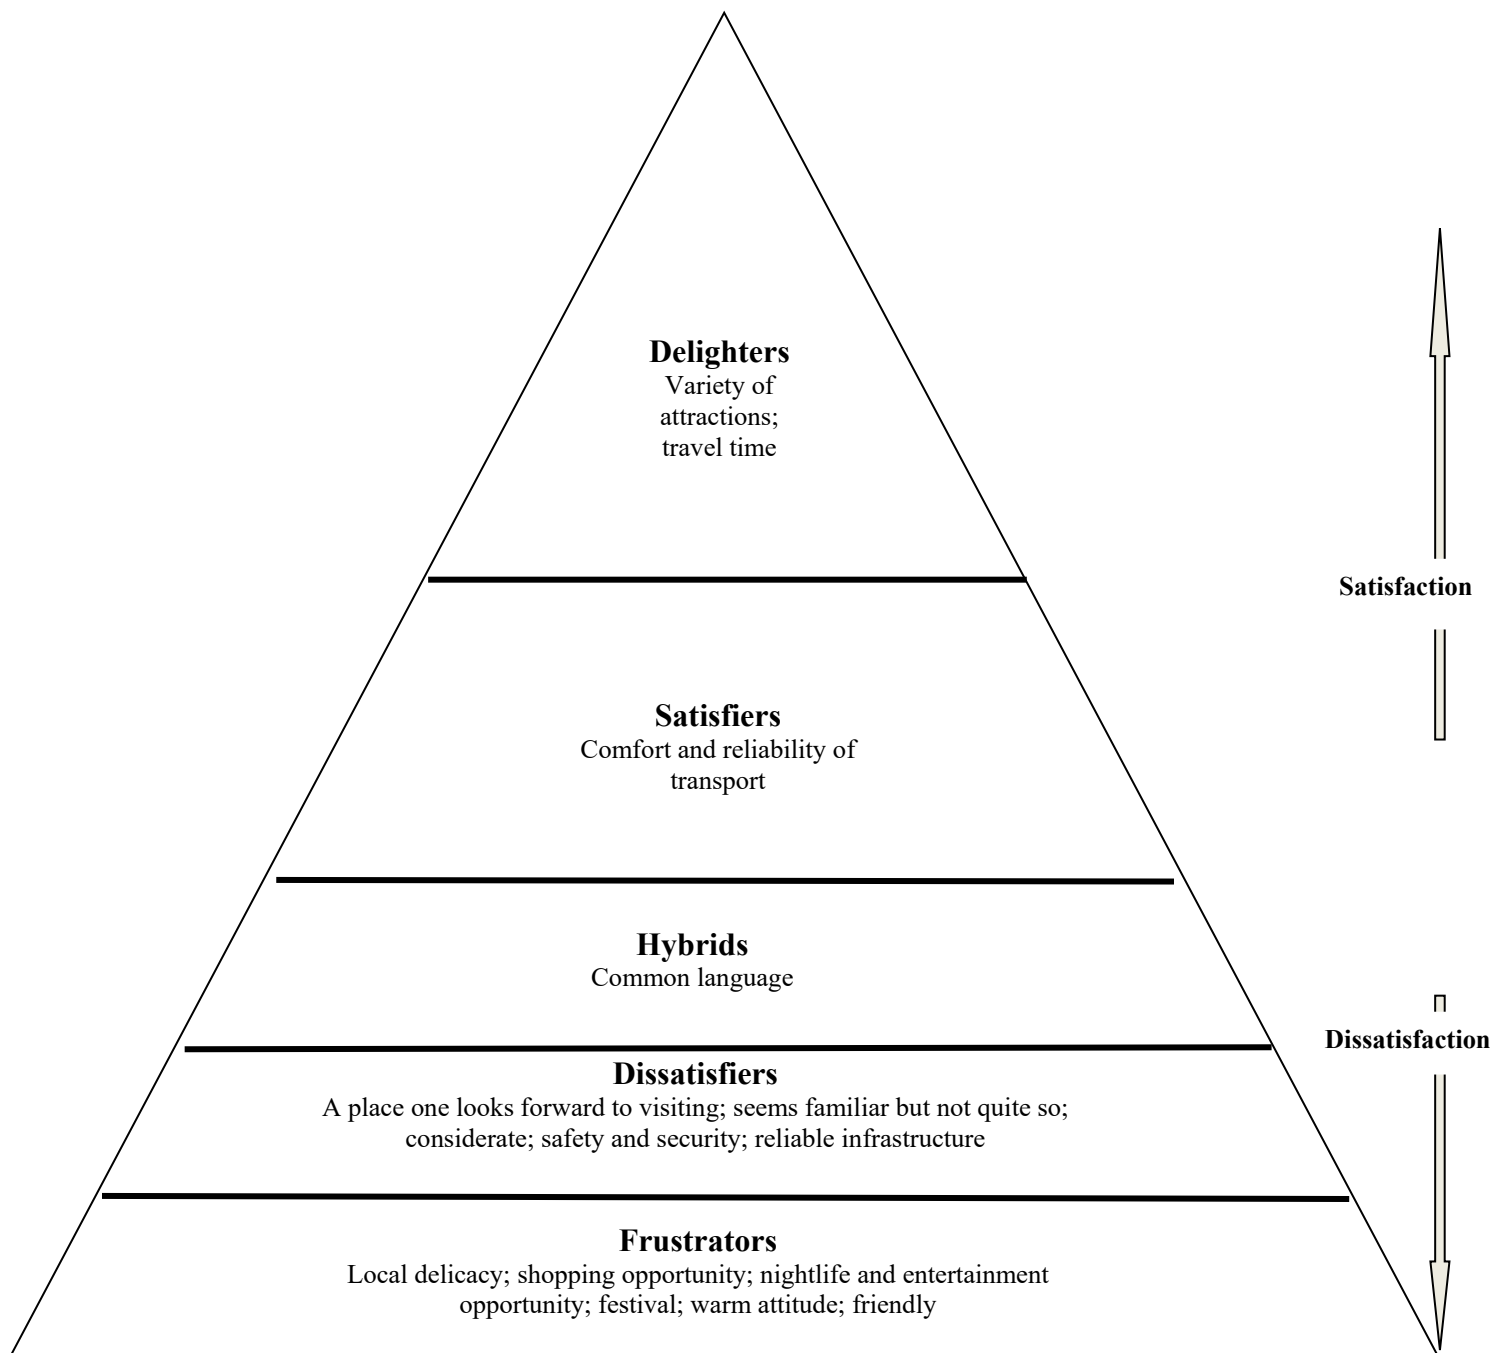 Delighters
Variety of
attractions;
travel time
Satisfaction
Satisfiers
Comfort and reliability of
transport
Hybrids
Common language
Dissatisfaction
Dissatisfiers
A place one looks forward to visiting; seems familiar but not quite so;
considerate; safety and security; reliable infrastructure
Frustrators
Local delicacy; shopping opportunity; nightlife and entertainment
opportunity; festival; warm attitude; friendly